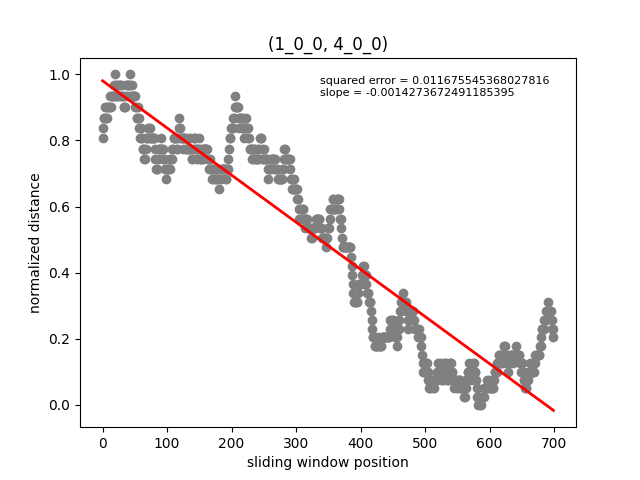 (1_0_0, 4_0_0)
squared error = 0.011675545368027816
slope = -0.0014273672491185395
1.0
0.8
0.6
0.4
0.2
0.0
normalized distance
0 100 200 300 400 500 600 700
sliding window position